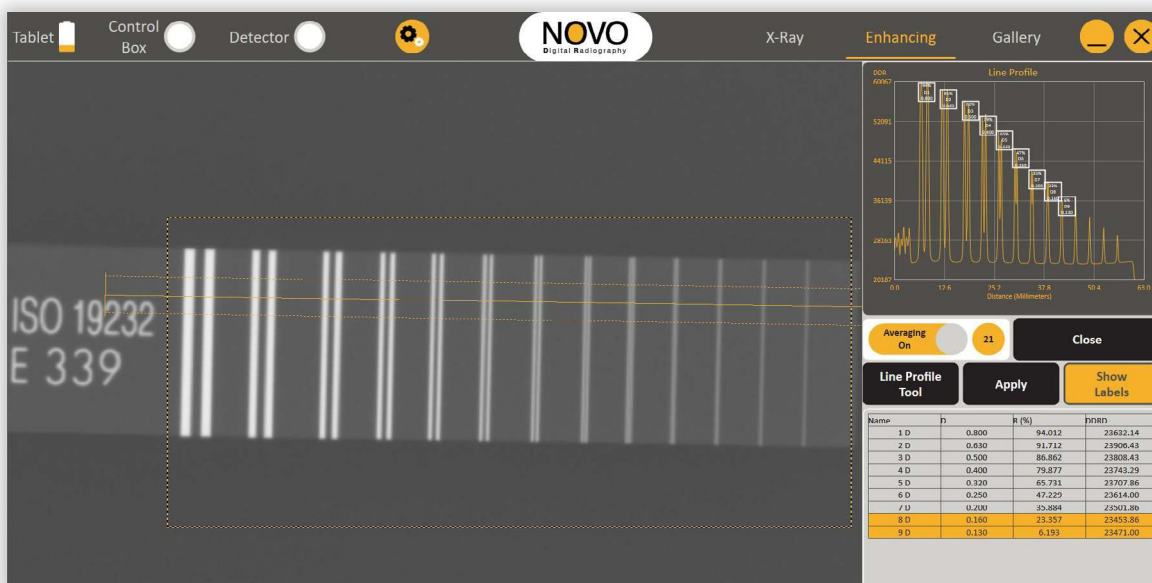 Tablet
Control
Box
Detector
NOVO
Digital Radiography
X-Ray
Enhancing
Gallery
ISO 19232
E 339
Line Profile
DDR
60067
52091
44115
36139
28163
20187
0.0 12.6 25.2 37.8 50.4 63.0
Distance (Millimeters)
Averaging
On
21
Close
Line Profile
Tool
Apply
Show
Labels
Name D R (%) DDRD
1 D 0.800 94.012 23632.14
2 D 0.630 91.712 23906.43
3 D 0.500 86.862 23808.43
4 D 0.400 79.877 23743.29
5 D 0.320 65.731 23707.86
6 D 0.250 47.229 23614.00
7 D 0.200 35.884 23501.86
8 D 0.160 23.357 23453.86
9 D 0.130 6.193 23471.00